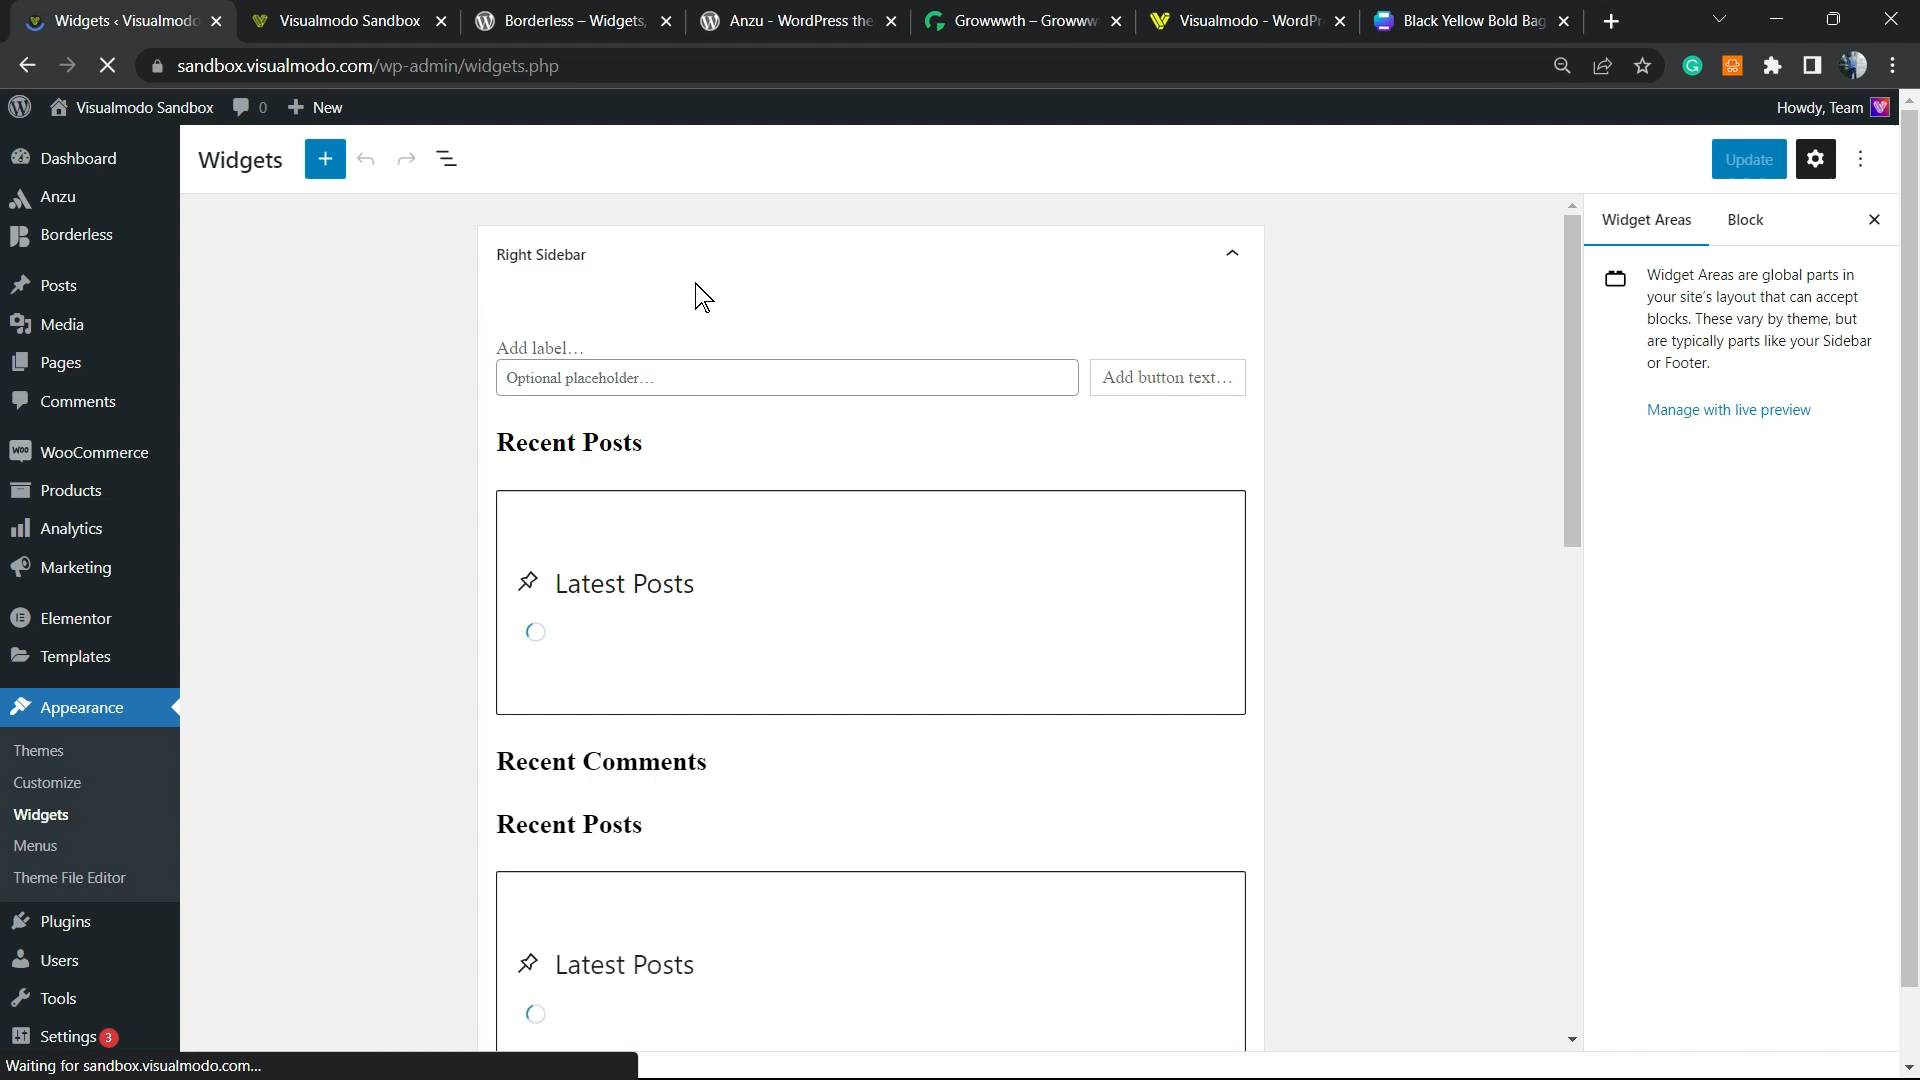 Widgets ‹ Visualmodo
Visualmodo Sandbox
Borderless – Widgets,
Anzu - WordPress the
Growwwth – Growww
Visualmodo - WordPr
Black Yellow Bold Bag
sandbox.visualmodo.com/wp-admin/widgets.php
Visualmodo Sandbox
0
New
Howdy, Team
Dashboard
Anzu
Borderless
Posts
Media
Pages
Comments
WooCommerce
Products
Analytics
Marketing
Elementor
Templates
Appearance
Themes
Customize
Widgets
Menus
Theme File Editor
Plugins
Users
Tools
Settings 3
Waiting for sandbox.visualmodo.com...
Widgets
Update
Right Sidebar
Add label…
Optional placeholder…
Add button text…
Recent Posts
Latest Posts
Recent Comments
Recent Posts
Latest Posts
Widget Areas
Block
Widget Areas are global parts in
your site's layout that can accept
blocks. These vary by theme, but
are typically parts like your Sidebar
or Footer.
Manage with live preview